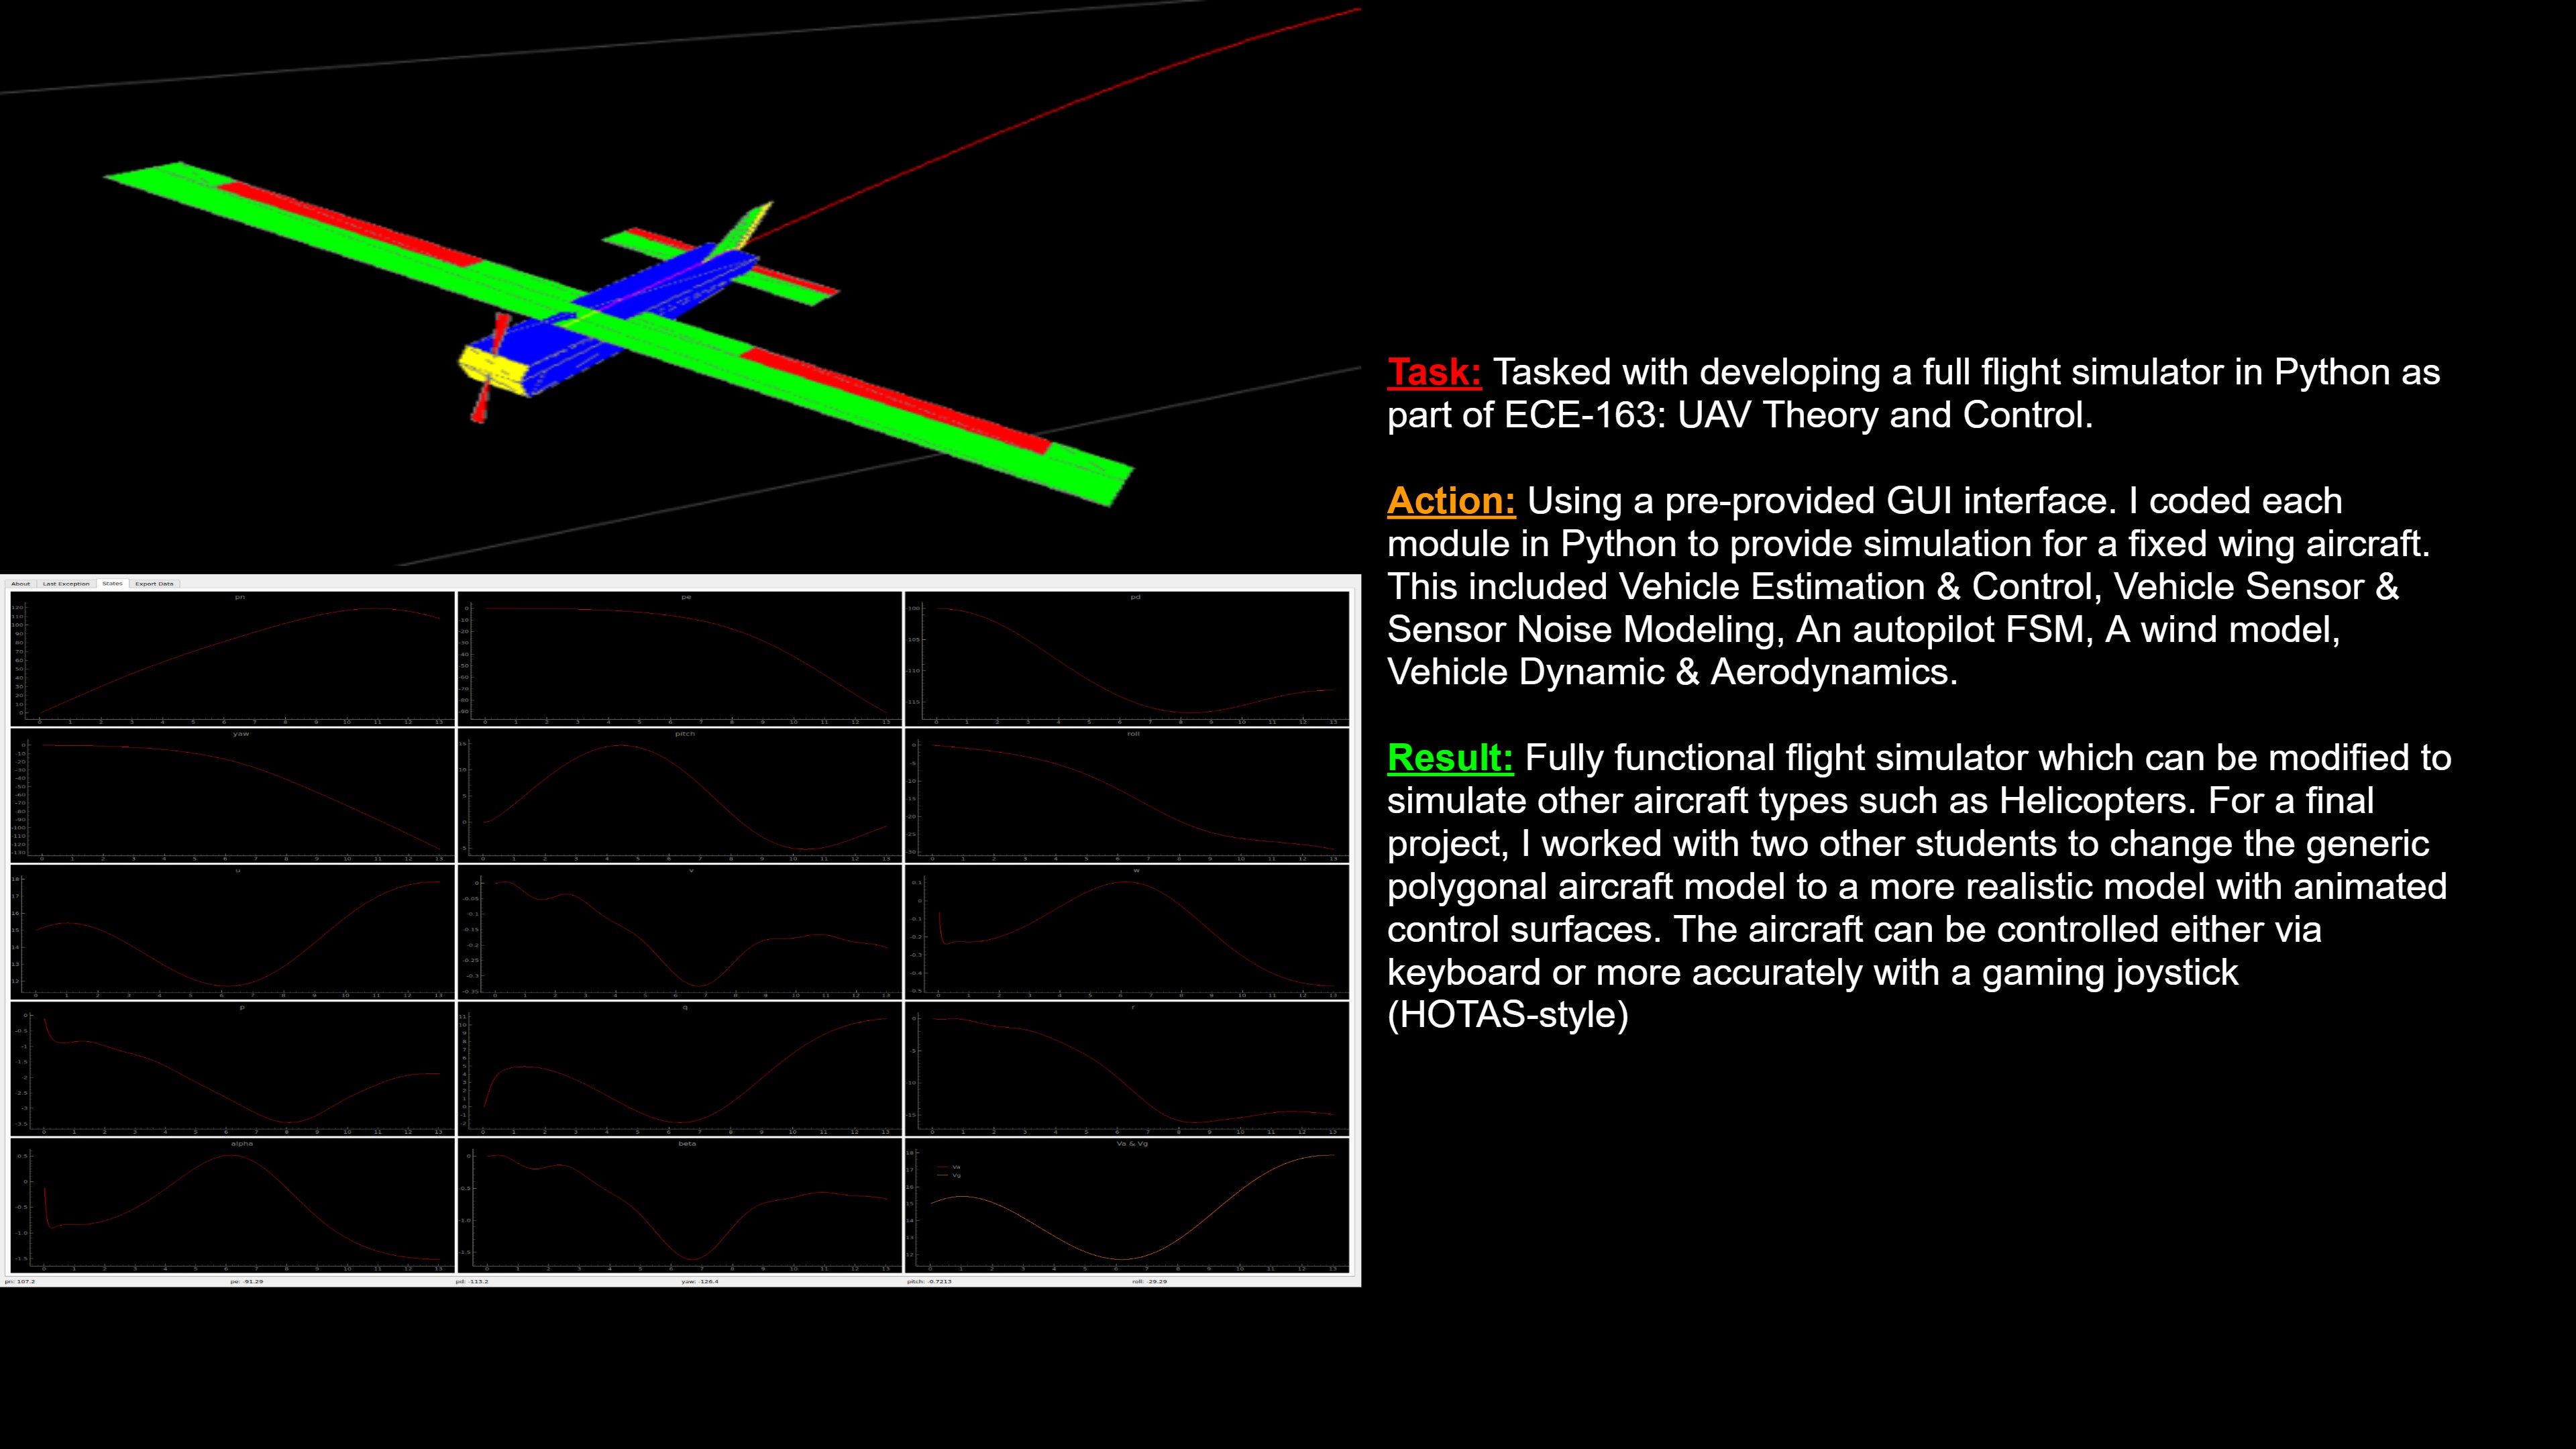 Task: Tasked with developing a full flight simulator in Python as
part of ECE-163: UAV Theory and Control.
Action: Using a pre-provided GUI interface. I coded each
module in Python to provide simulation for a fixed wing aircraft.
This included Vehicle Estimation & Control, Vehicle Sensor &
Sensor Noise Modeling, An autopilot FSM, A wind model,
Vehicle Dynamic & Aerodynamics.
Result: Fully functional flight simulator which can be modified to
simulate other aircraft types such as Helicopters. For a final
project, I worked with two other students to change the generic
polygonal aircraft model to a more realistic model with animated
control surfaces. The aircraft can be controlled either via
keyboard or more accurately with a gaming joystick
(HOTAS-style)
About Last Exception States Export Data
pn pe pd
yaw pitch roll
u v w
p q r
alpha beta Va & Vg
Va
Vg
pn: 107.2 pe: -91.29 pd: -113.2 yaw: -126.4 pitch: -0.7213 roll: -29.29